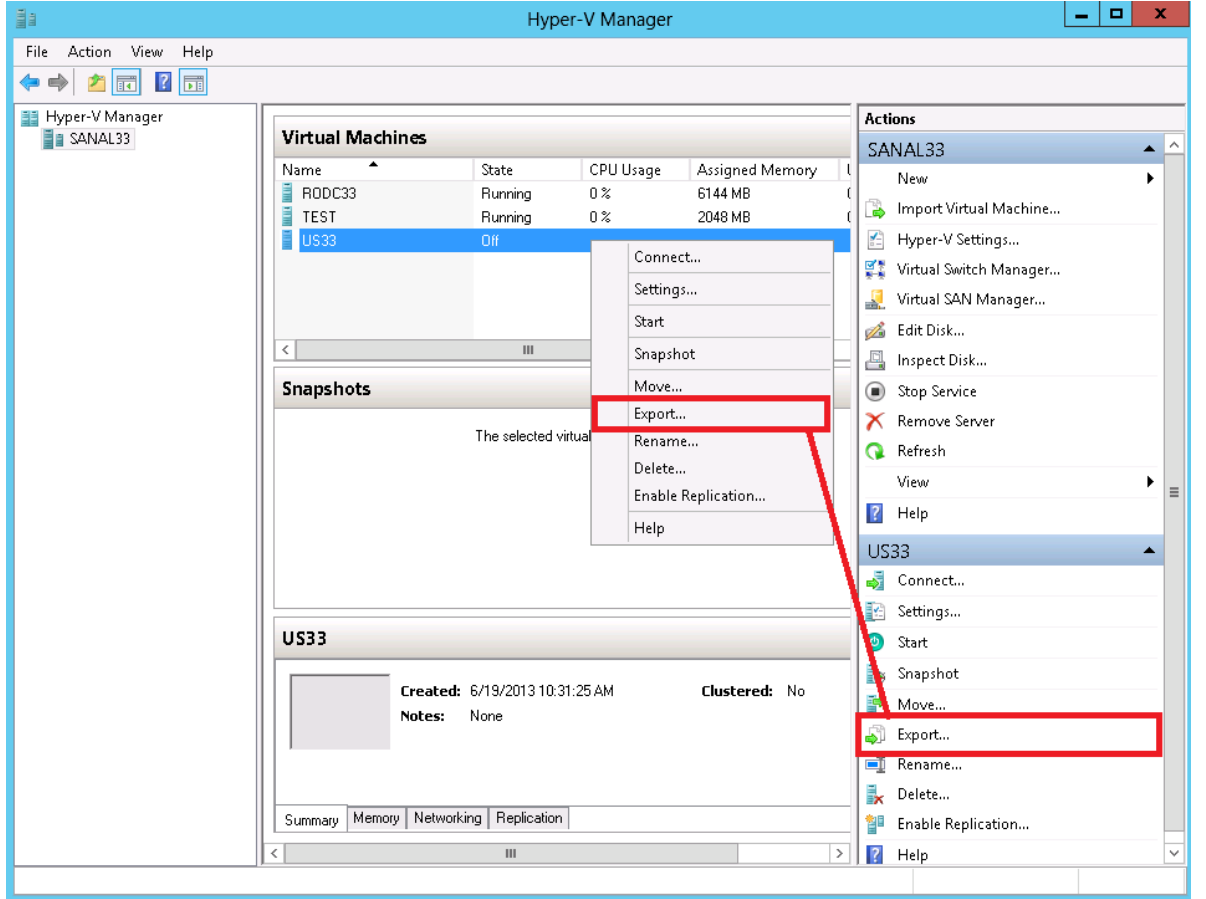 Hyper-V Manager
File Action View Help
Hyper-V Manager
SANAL33
Virtual Machines
Name State CPU Usage Assigned Memory
RODC33 Running 0 % 6144 MB
TEST Running 0 % 2048 MB
US33 Off
Connect...
Settings...
Start
Snapshot
Move...
Export...
Rename...
Delete...
Enable Replication...
Help
Snapshots
The selected virtual
US33
Created: 6/19/2013 10:31:25 AM Clustered: No
Notes: None
Summary Memory Networking Replication
Actions
SANAL33
New
Import Virtual Machine...
Hyper-V Settings...
Virtual Switch Manager...
Virtual SAN Manager...
Edit Disk...
Inspect Disk...
Stop Service
Remove Server
Refresh
View
Help
US33
Connect...
Settings...
Start
Snapshot
Move...
Export...
Rename...
Delete...
Enable Replication...
Help